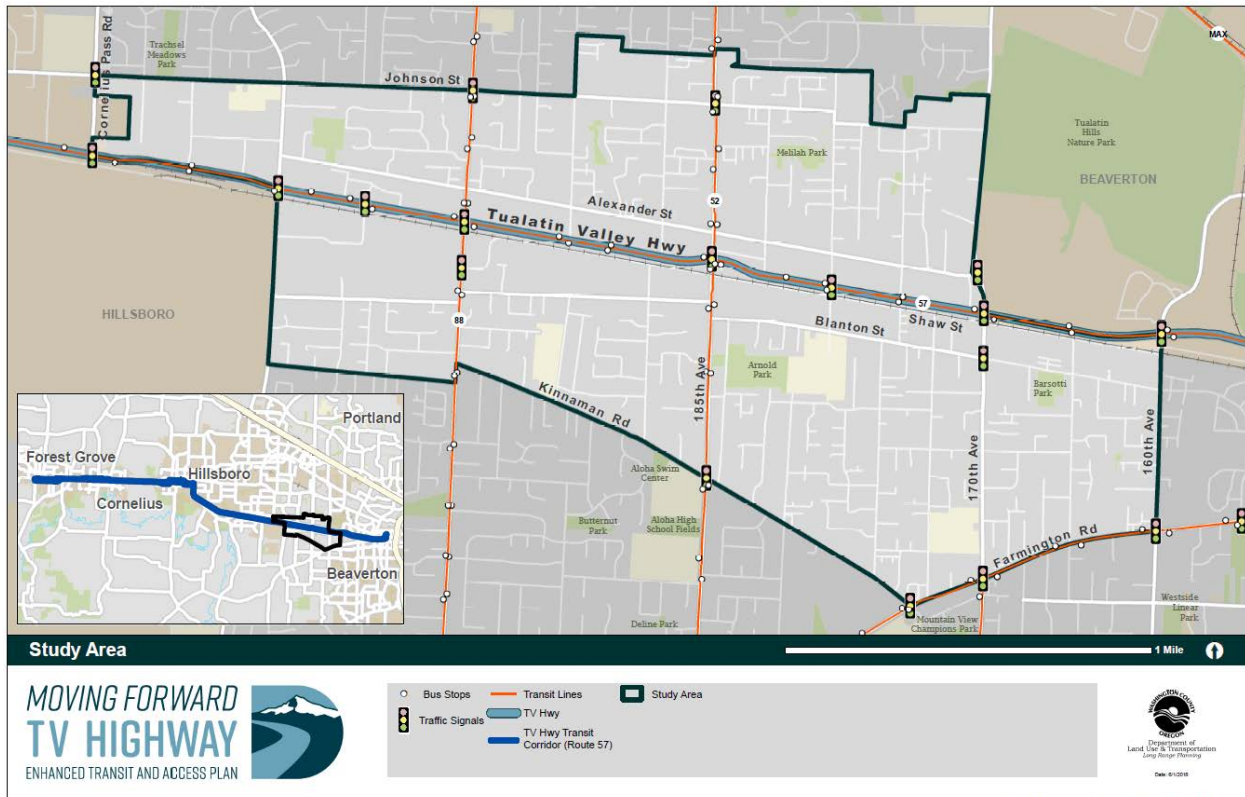 Cornelius Pass Rd
Trachsel
Meadows
Park
Johnson St
MAX
Tualatin
Hills
Nature Park
BEAVERTON
Melilah Park
52
Alexander St
Tualatin Valley Hwy
HILLSBORO
88
57
Shaw St
Blanton St
Arnold
Park
Barsotti
Park
Kinnaman Rd
185th Ave
170th Ave
160th Ave
Aloha Swim
Center
Butternut
Park
Aloha High
School Fields
Farmington Rd
Deline Park
Mountain View
Champions Park
Westside
Linear
Park
Portland
Forest Grove
Hillsboro
Cornelius
Beaverton
Study Area
1 Mile
MOVING FORWARD
TV HIGHWAY
ENHANCED TRANSIT AND ACCESS PLAN
Bus Stops
Transit Lines
Study Area
Traffic Signals
TV Hwy
TV Hwy Transit
Corridor (Route 57)
WASHINGTON COUNTY
OREGON
Department of
Land Use & Transportation
Long Range Planning